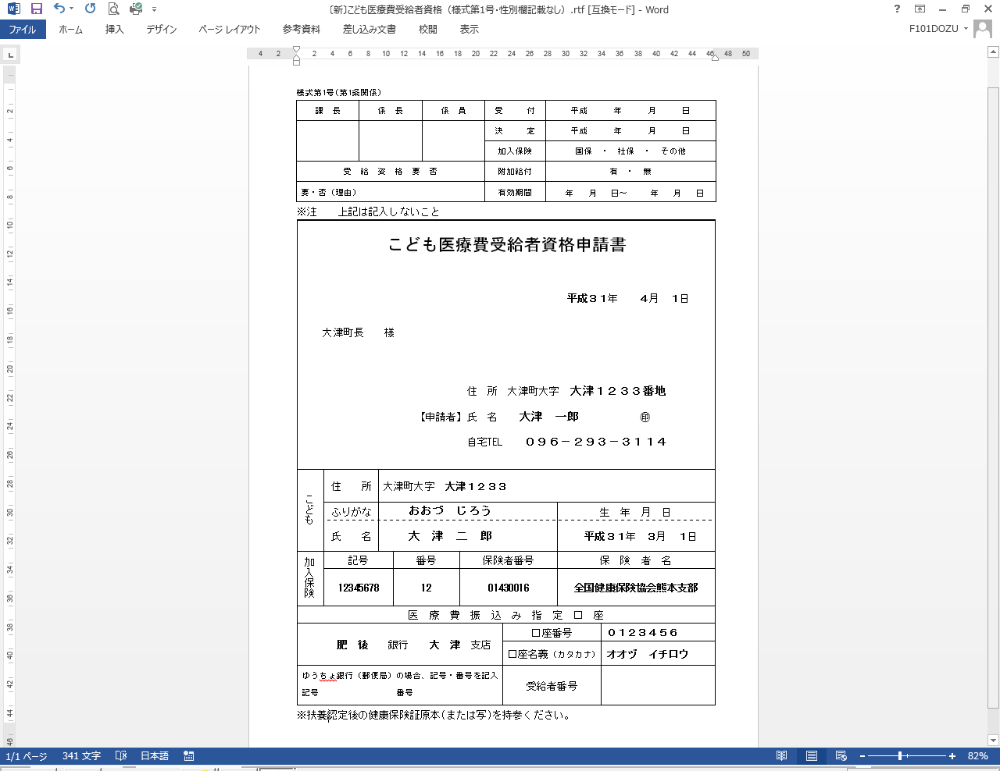 〔新〕こども医療費受給者資格（様式第1号･性別欄記載なし）.rtf [互換モード] - Word
ファイル ホーム 挿入 デザイン ページ レイアウト 参考資料 差し込み文書 校閲 表示 F101DOZU
4 2 2 4 6 8 10 12 14 16 18 20 22 24 26 28 30 32 34 36 38 40 42 44 46 48 50
様式第1号(第1条関係)
課　長 係　長 係　員 受　付 平成　年　月　日
決　定 平成　年　月　日
加入保険 国保　・　社保　・　その他
受　給　資　格　要　否 附加給付 有　・　無
要・否（理由） 有効期間 年　月　日～　年　月　日
※注　　上記は記入しないこと
こども医療費受給者資格申請書
平成３１年　４月　１日
大津町長　　様
住　所　大津町大字　大津１２３３番地
【申請者】氏　名　大津　一郎　㊞
自宅TEL　０９６－２９３－３１１４
こども
住　所 大津町大字　大津１２３３
ふりがな おおづ　じろう 生　年　月　日
氏　名 大　津　二　郎 平成３１年　３月　１日
加入保険
記号 番号 保険者番号 保　険　者　名
12345678 12 01430016 全国健康保険協会熊本支部
医　療　費　振　込　み　指　定　口　座
肥　後　銀行　大　津　支店 口座番号 ０１２３４５６
口座名義（カタカナ） オオヅ　イチロウ
ゆうちょ銀行（郵便局）の場合、記号・番号を記入
記号　番号 受給者番号
※扶養認定後の健康保険証原本(または写)を持参ください。
2 4 6 8 10 12 14 16 18 20 22 24 26 28 30 32 34 36 38 40 42 44 46
1/1 ページ 341 文字 日本語 82%